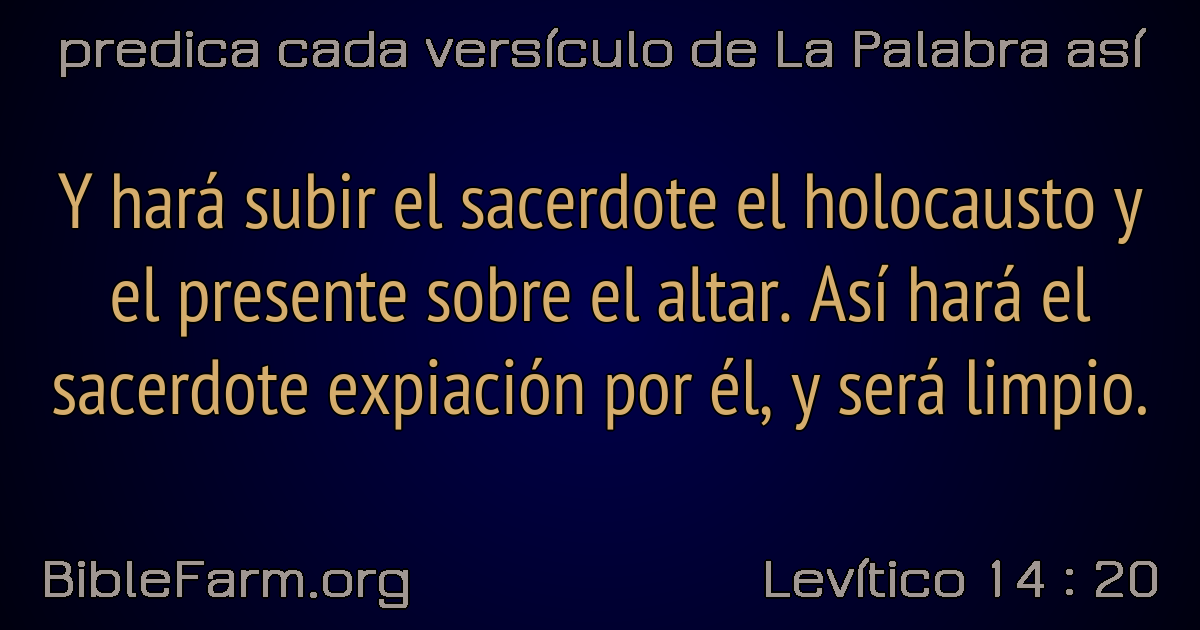 predica cada versículo de La Palabra así
Y hará subir el sacerdote el holocausto y
el presente sobre el altar. Así hará el
sacerdote expiación por él, y será limpio.
BibleFarm.org
Levítico 14 : 20